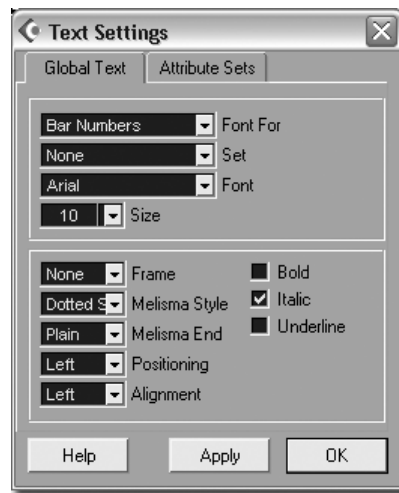 Text Settings
Global Text Attribute Sets
Bar Numbers Font For
None Set
Arial Font
10 Size
None Frame Bold
Dotted S Melisma Style Italic
Plain Melisma End Underline
Left Positioning
Left Alignment
Help Apply OK